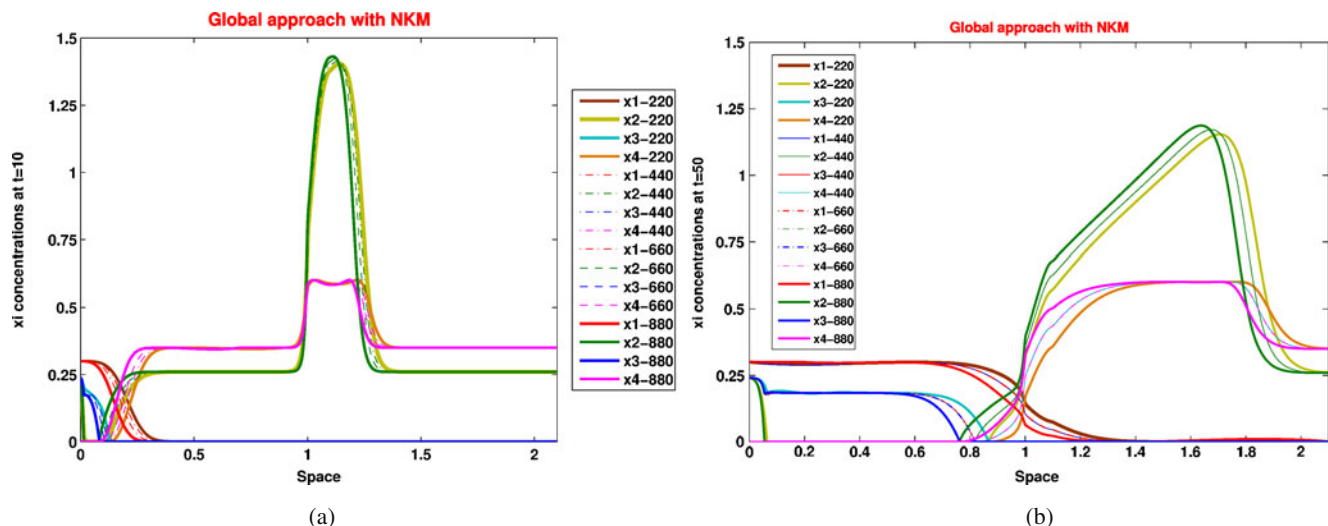 (a)
Global approach with NKM
xi concentrations at t=10
1.5
1.25
1
0.75
0.5
0.25
0
0 0.5 1 1.5 2
Space
x1-220
x2-220
x3-220
x4-220
x1-440
x2-440
x3-440
x4-440
x1-660
x2-660
x3-660
x4-660
x1-880
x2-880
x3-880
x4-880
(a)
(b)
Global approach with NKM
xi concentrations at t=50
1.5
1.25
1
0.75
0.5
0.25
0
0 0.2 0.4 0.6 0.8 1 1.2 1.4 1.6 1.8 2
Space
x1-220
x2-220
x3-220
x4-220
x1-440
x2-440
x3-440
x4-440
x1-660
x2-660
x3-660
x4-660
x1-880
x2-880
x3-880
x4-880
(b)